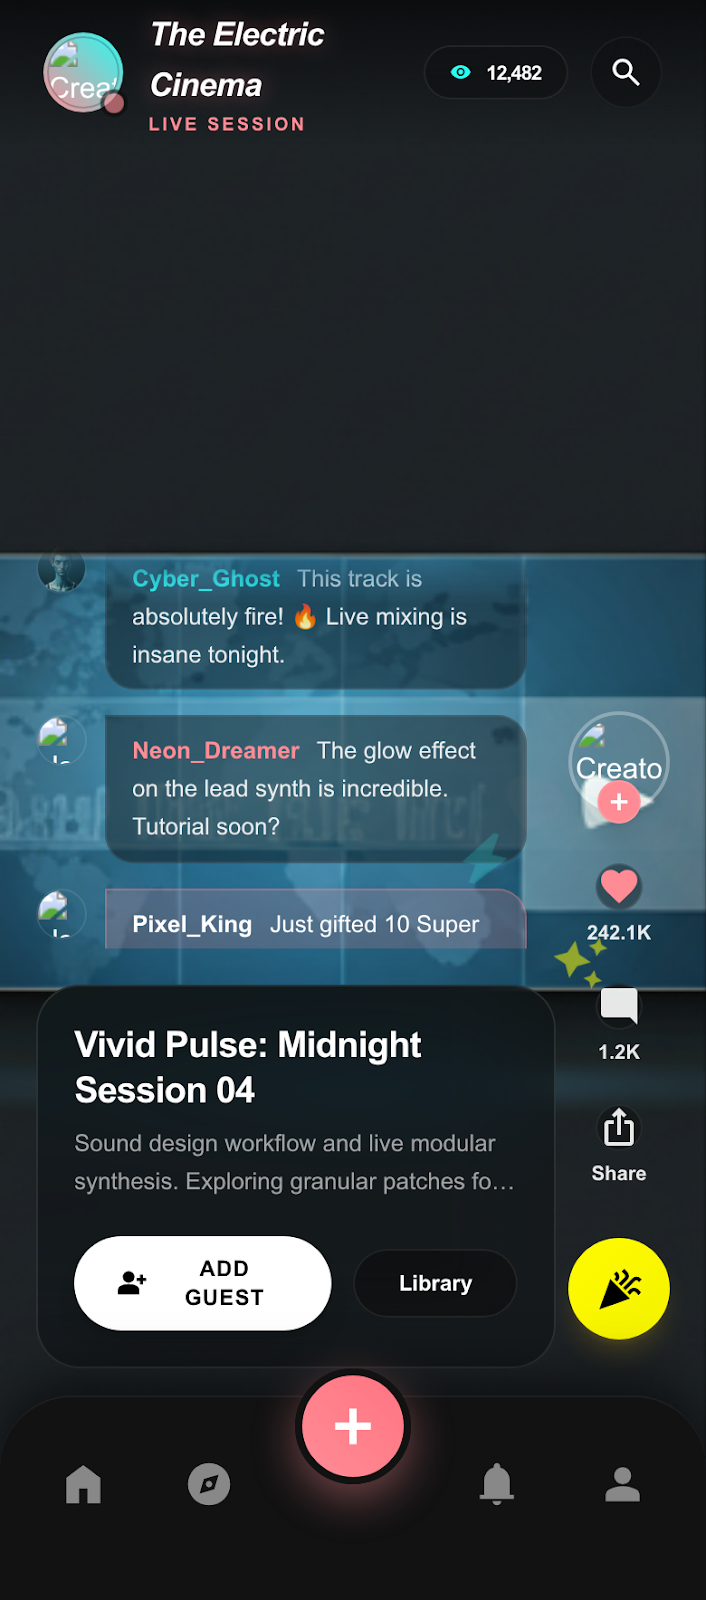 The Electric
Cinema
LIVE SESSION
12,482
Cyber_Ghost This track is
absolutely fire! 🔥 Live mixing is
insane tonight.
Neon_Dreamer The glow effect
on the lead synth is incredible.
Tutorial soon?
Creato
Pixel_King Just gifted 10 Super
242.1K
1.2K
Share
Vivid Pulse: Midnight
Session 04
Sound design workflow and live modular
synthesis. Exploring granular patches fo…
ADD
GUEST
Library